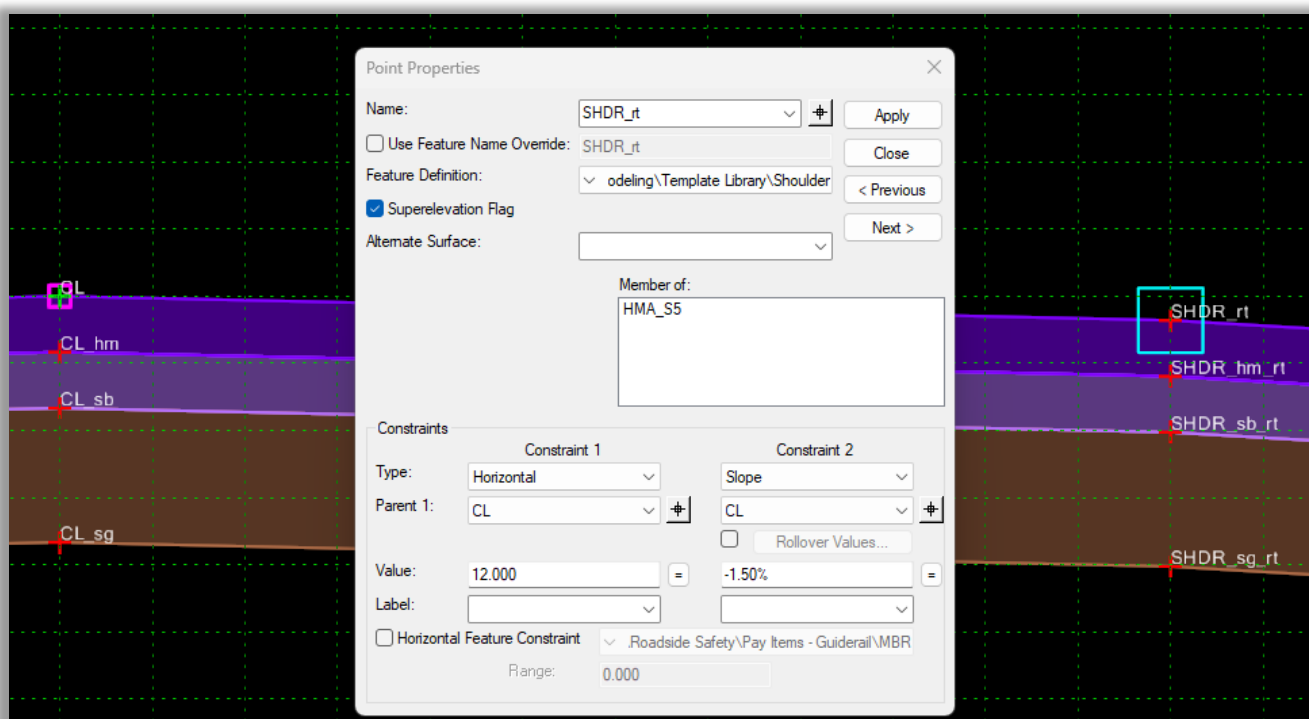 Point Properties
Name:
SHDR_rt
Apply
Use Feature Name Override:
SHDR_rt
Close
Feature Definition:
odeling\Template Library\Shoulder
< Previous
Superelevation Flag
Next >
Alternate Surface:
Member of:
HMA_S5
CL
CL_hm
CL_sb
CL_sg
SHDR_rt
SHDR_hm_rt
SHDR_sb_rt
SHDR_sg_rt
Constraints
Constraint 1
Constraint 2
Type:
Horizontal
Slope
Parent 1:
CL
CL
Rollover Values...
Value:
12.000
=
-1.50%
=
Label:
Horizontal Feature Constraint
.Roadside Safety\Pay Items - Guiderail\MBR
Range:
0.000